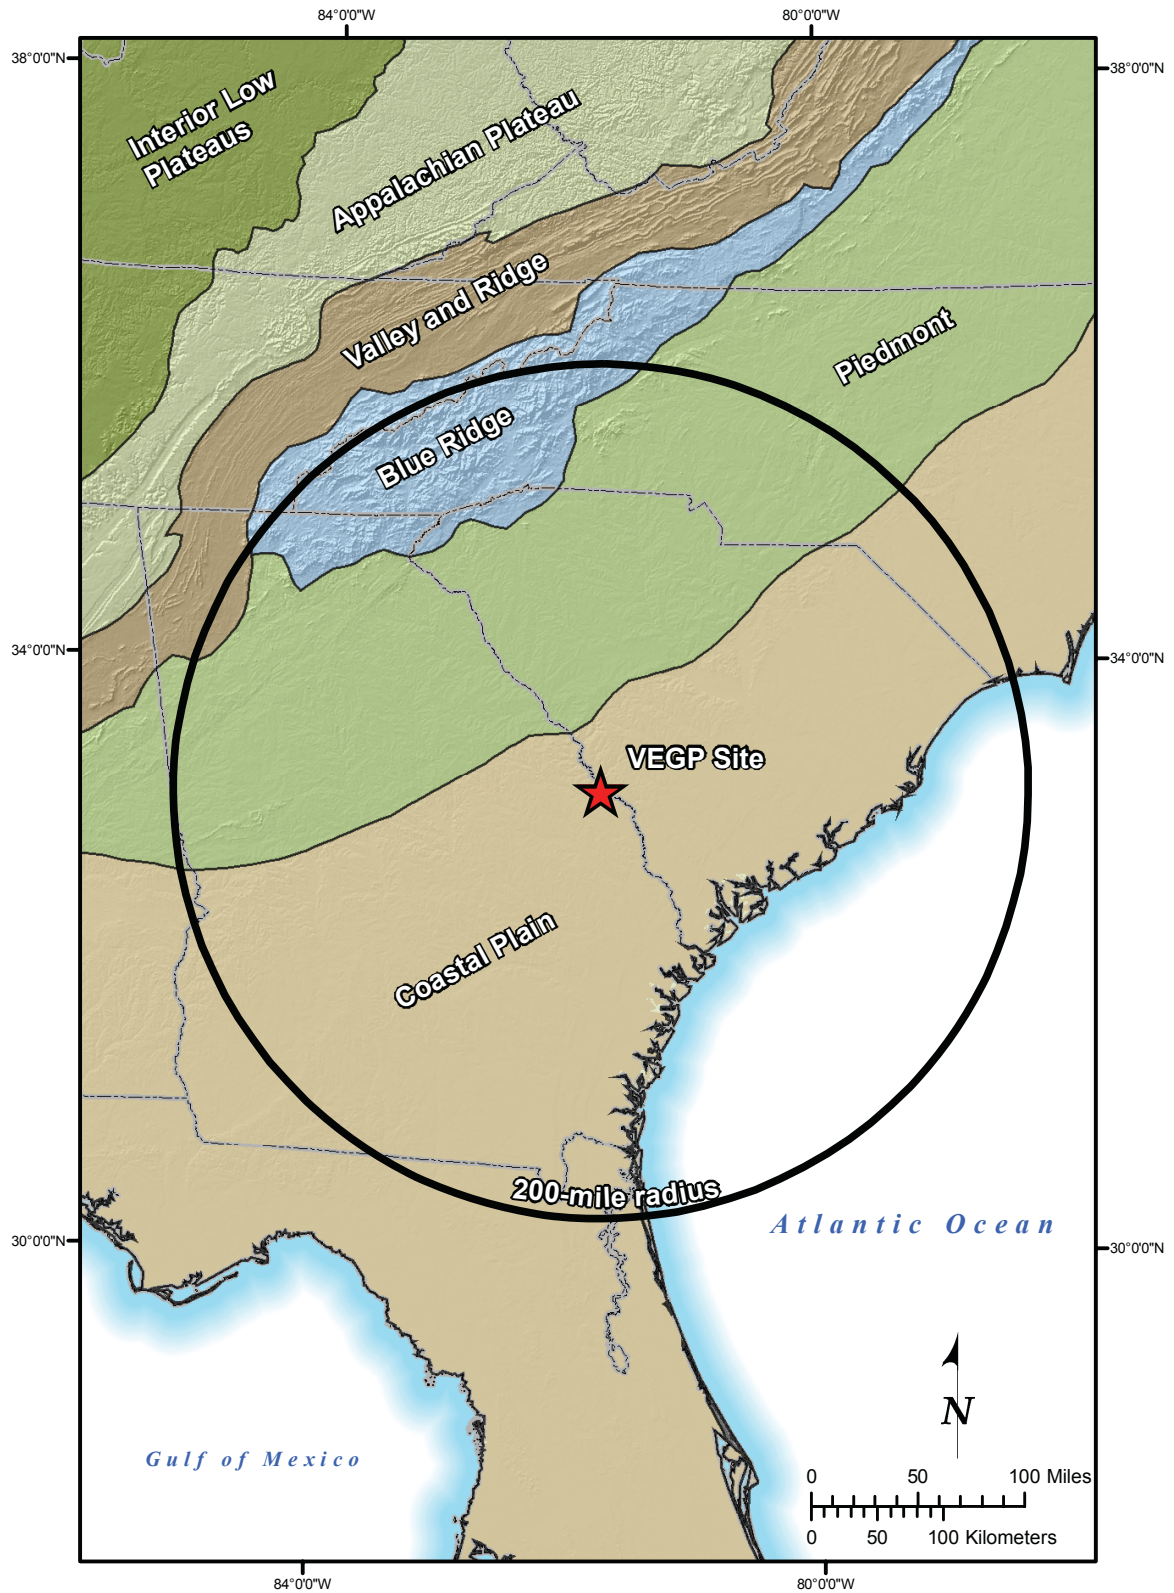 84°0'0"W
80°0'0"W
38°0'0"N
38°0'0"N
Interior Low
Plateaus
Appalachian Plateau
Valley and Ridge
Piedmont
Blue Ridge
34°0'0"N
34°0'0"N
VEGP Site
Coastal Plain
200-mile radius
Atlantic Ocean
30°0'0"N
30°0'0"N
N
Gulf of Mexico
0 50 100 Miles
0 50 100 Kilometers
84°0'0"W
80°0'0"W